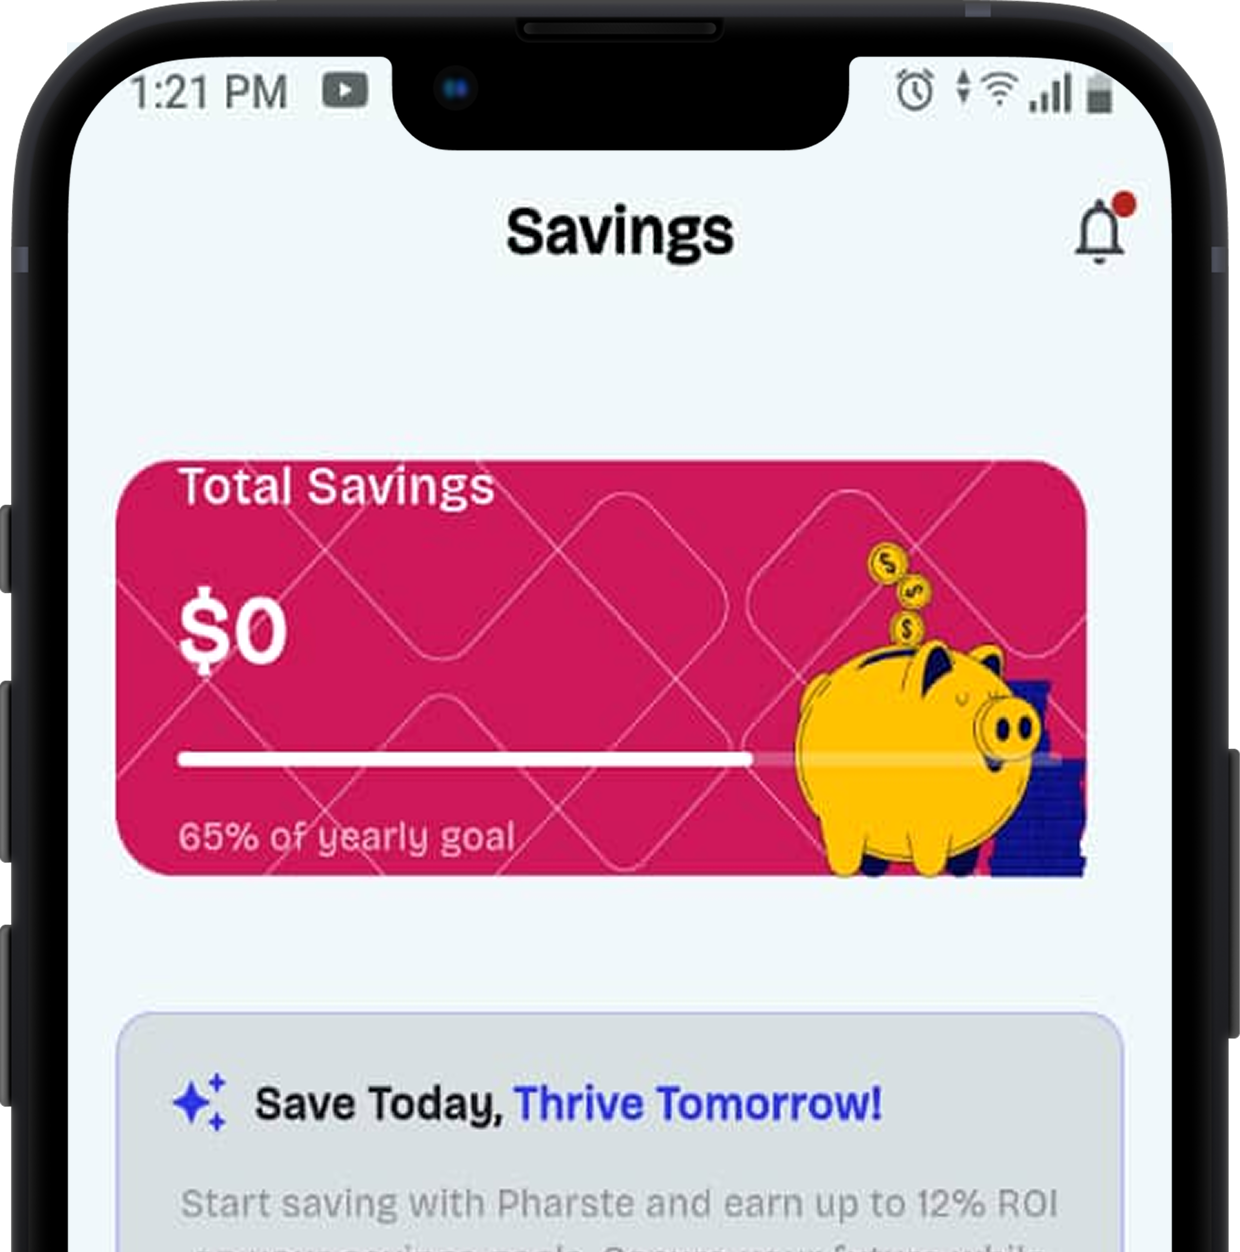 1:21 PM
Savings
Total Savings
$0
65% of yearly goal
Save Today, Thrive Tomorrow!
Start saving with Pharste and earn up to 12% ROI